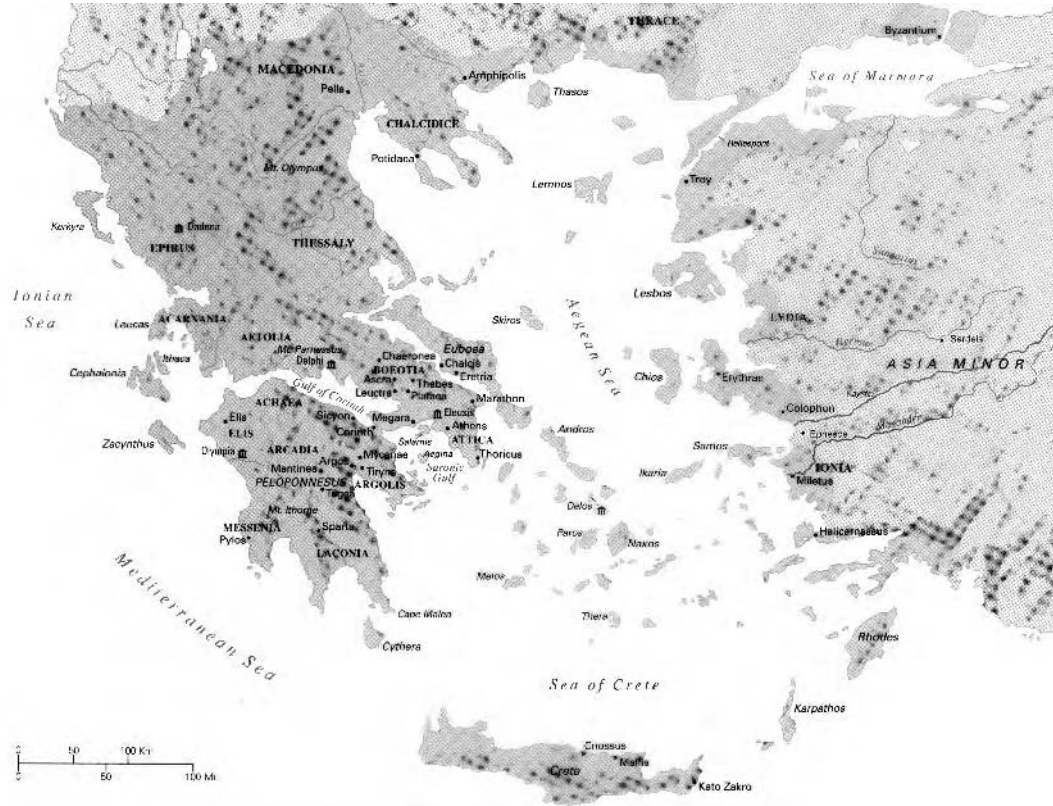 THRACE
Byzantium
MACEDONIA
Sea of Marmora
Amphipolis
Pella
Thasos
CHALCIDICE
Hellespont
Potidaea
Mt. Olympus
Lemnos
Troy
Kerkyra
Dodona
EPIRUS
THESSALY
Ionian
Sea
Aegean Sea
Lesbos
Leucas
ACARNANIA
Skiros
LYDIA
AETOLIA
Hermus
Sardeis
Mt. Parnassus
Delphi
Chaeronea
Euboea
Ithaca
BOEOTIA
Chalcis
ASIA MINOR
Cephalonia
Ascra
Thebes
Eretria
Chios
Erythrae
Leuctra
Plataea
Marathon
Gulf of Corinth
ACHAEA
Colophon
Elis
Sicyon
Megara
Eleusis
Athens
Andros
Zacynthus
ELIS
Corinth
Salamis
ATTICA
Samos
Olympia
ARCADIA
Mycenae
Aegina
Thoricus
Ikaria
IONIA
Mantinea
Argos
Tiryns
Saronic
Gulf
Miletus
PELOPONNESUS
ARGOLIS
Delos
Mt. Ithome
MESSENIA
Sparta
Paros
Naxos
Halicarnassus
Pylos
LACONIA
Melos
Mediterranean Sea
Cape Malea
Thera
Cythera
Rhodes
Sea of Crete
Karpathos
0 50 100 Km.
0 50 100 Mi.
Cnossus
Mallia
Crete
Kato Zakro